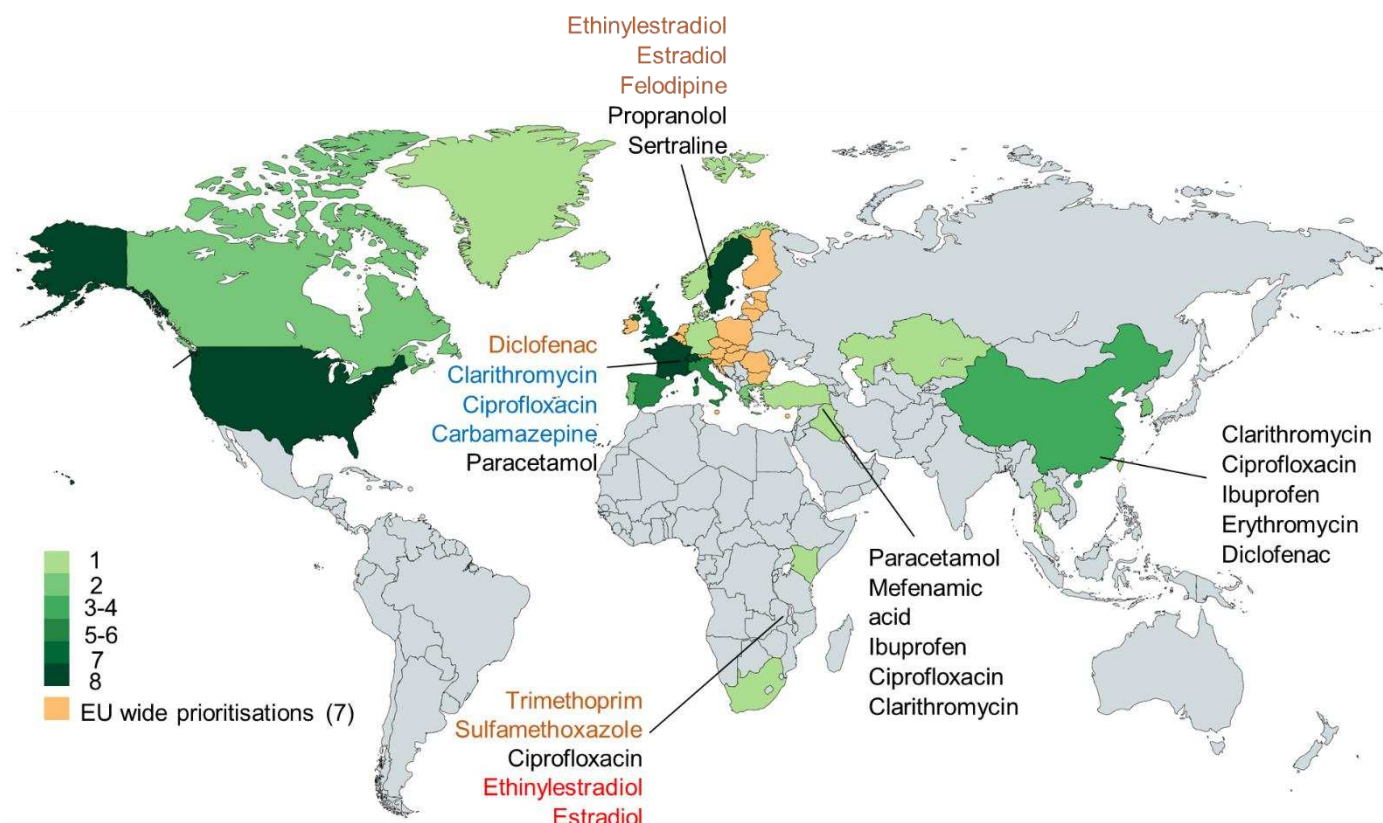 Ethinylestradiol
Estradiol
Felodipine
Propranolol
Sertraline
Diclofenac
Clarithromycin
Ciprofloxacin
Carbamazepine
Paracetamol
Clarithromycin
Ciprofloxacin
Ibuprofen
Erythromycin
Diclofenac
Paracetamol
Mefenamic
acid
Ibuprofen
Ciprofloxacin
Clarithromycin
1
2
3-4
5-6
7
8
EU wide prioritisations (7)
Trimethoprim
Sulfamethoxazole
Ciprofloxacin
Ethinylestradiol
Estradiol